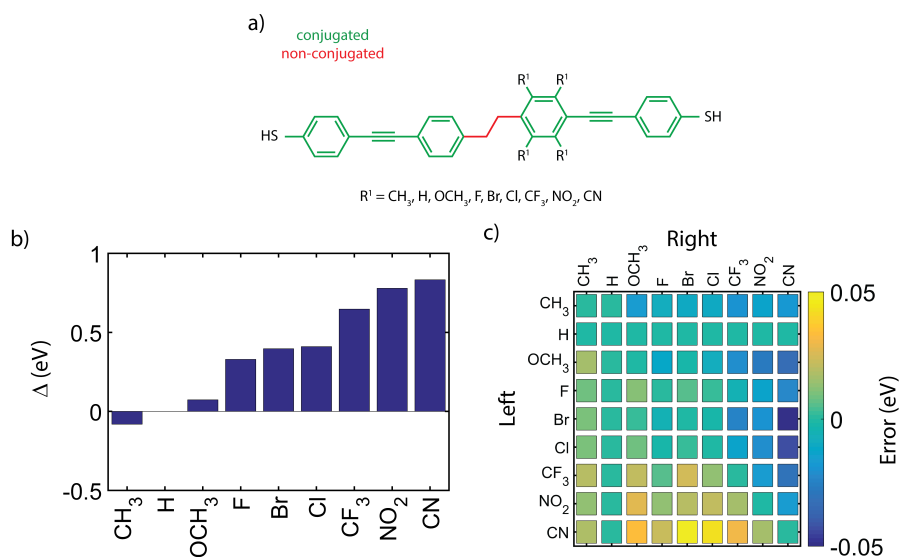 a)
conjugated
non-conjugated
R¹ R¹
HS
SH
R¹ R¹
R¹ = CH₃, H, OCH₃, F, Br, Cl, CF₃, NO₂, CN
b)
1
0.5
0
-0.5
Δ (eV)
CH₃ H OCH₃ F Br Cl CF₃ NO₂ CN
c)
Right
CH₃ H OCH₃ F Br Cl CF₃ NO₂ CN
Left
CH₃
H
OCH₃
F
Br
Cl
CF₃
NO₂
CN
0.05
0
-0.05
Error (eV)